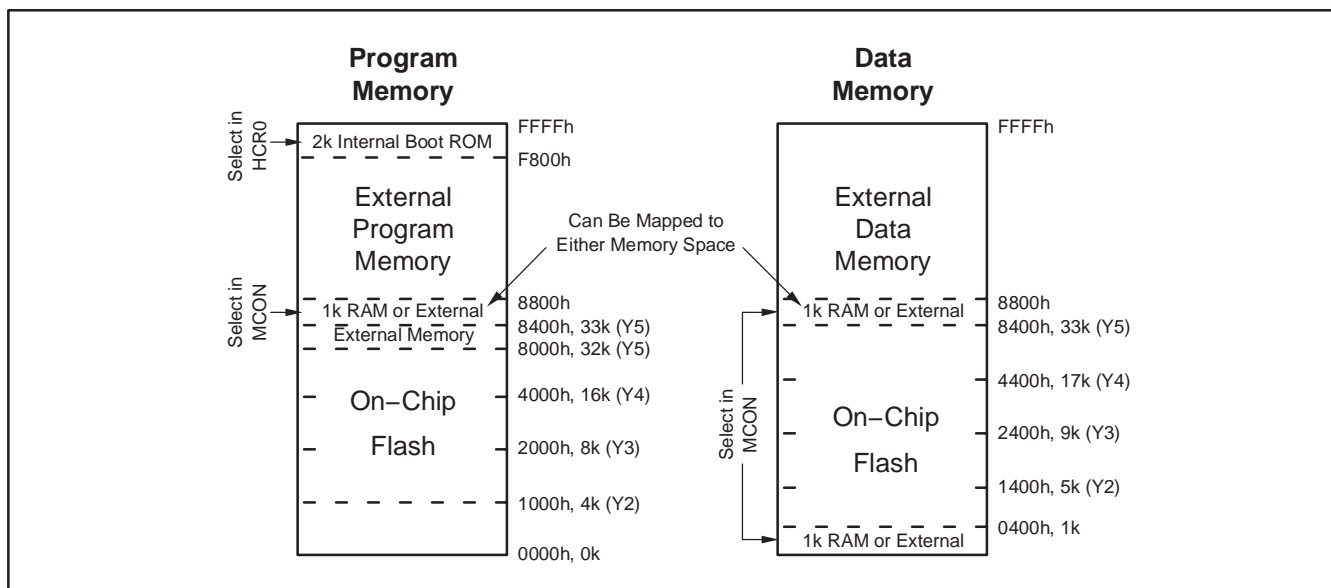 Program
Memory
Select in
HCR0
2k Internal Boot ROM
FFFFh
F800h
External
Program
Memory
Select in
MCON
1k RAM or External
External Memory
8800h
8400h, 33k (Y5)
8000h, 32k (Y5)
On−Chip
Flash
4000h, 16k (Y4)
2000h, 8k (Y3)
1000h, 4k (Y2)
0000h, 0k
Can Be Mapped to
Either Memory Space
Data
Memory
FFFFh
External
Data
Memory
8800h
1k RAM or External
8400h, 33k (Y5)
Select in
MCON
4400h, 17k (Y4)
On−Chip
Flash
2400h, 9k (Y3)
1400h, 5k (Y2)
0400h, 1k
1k RAM or External